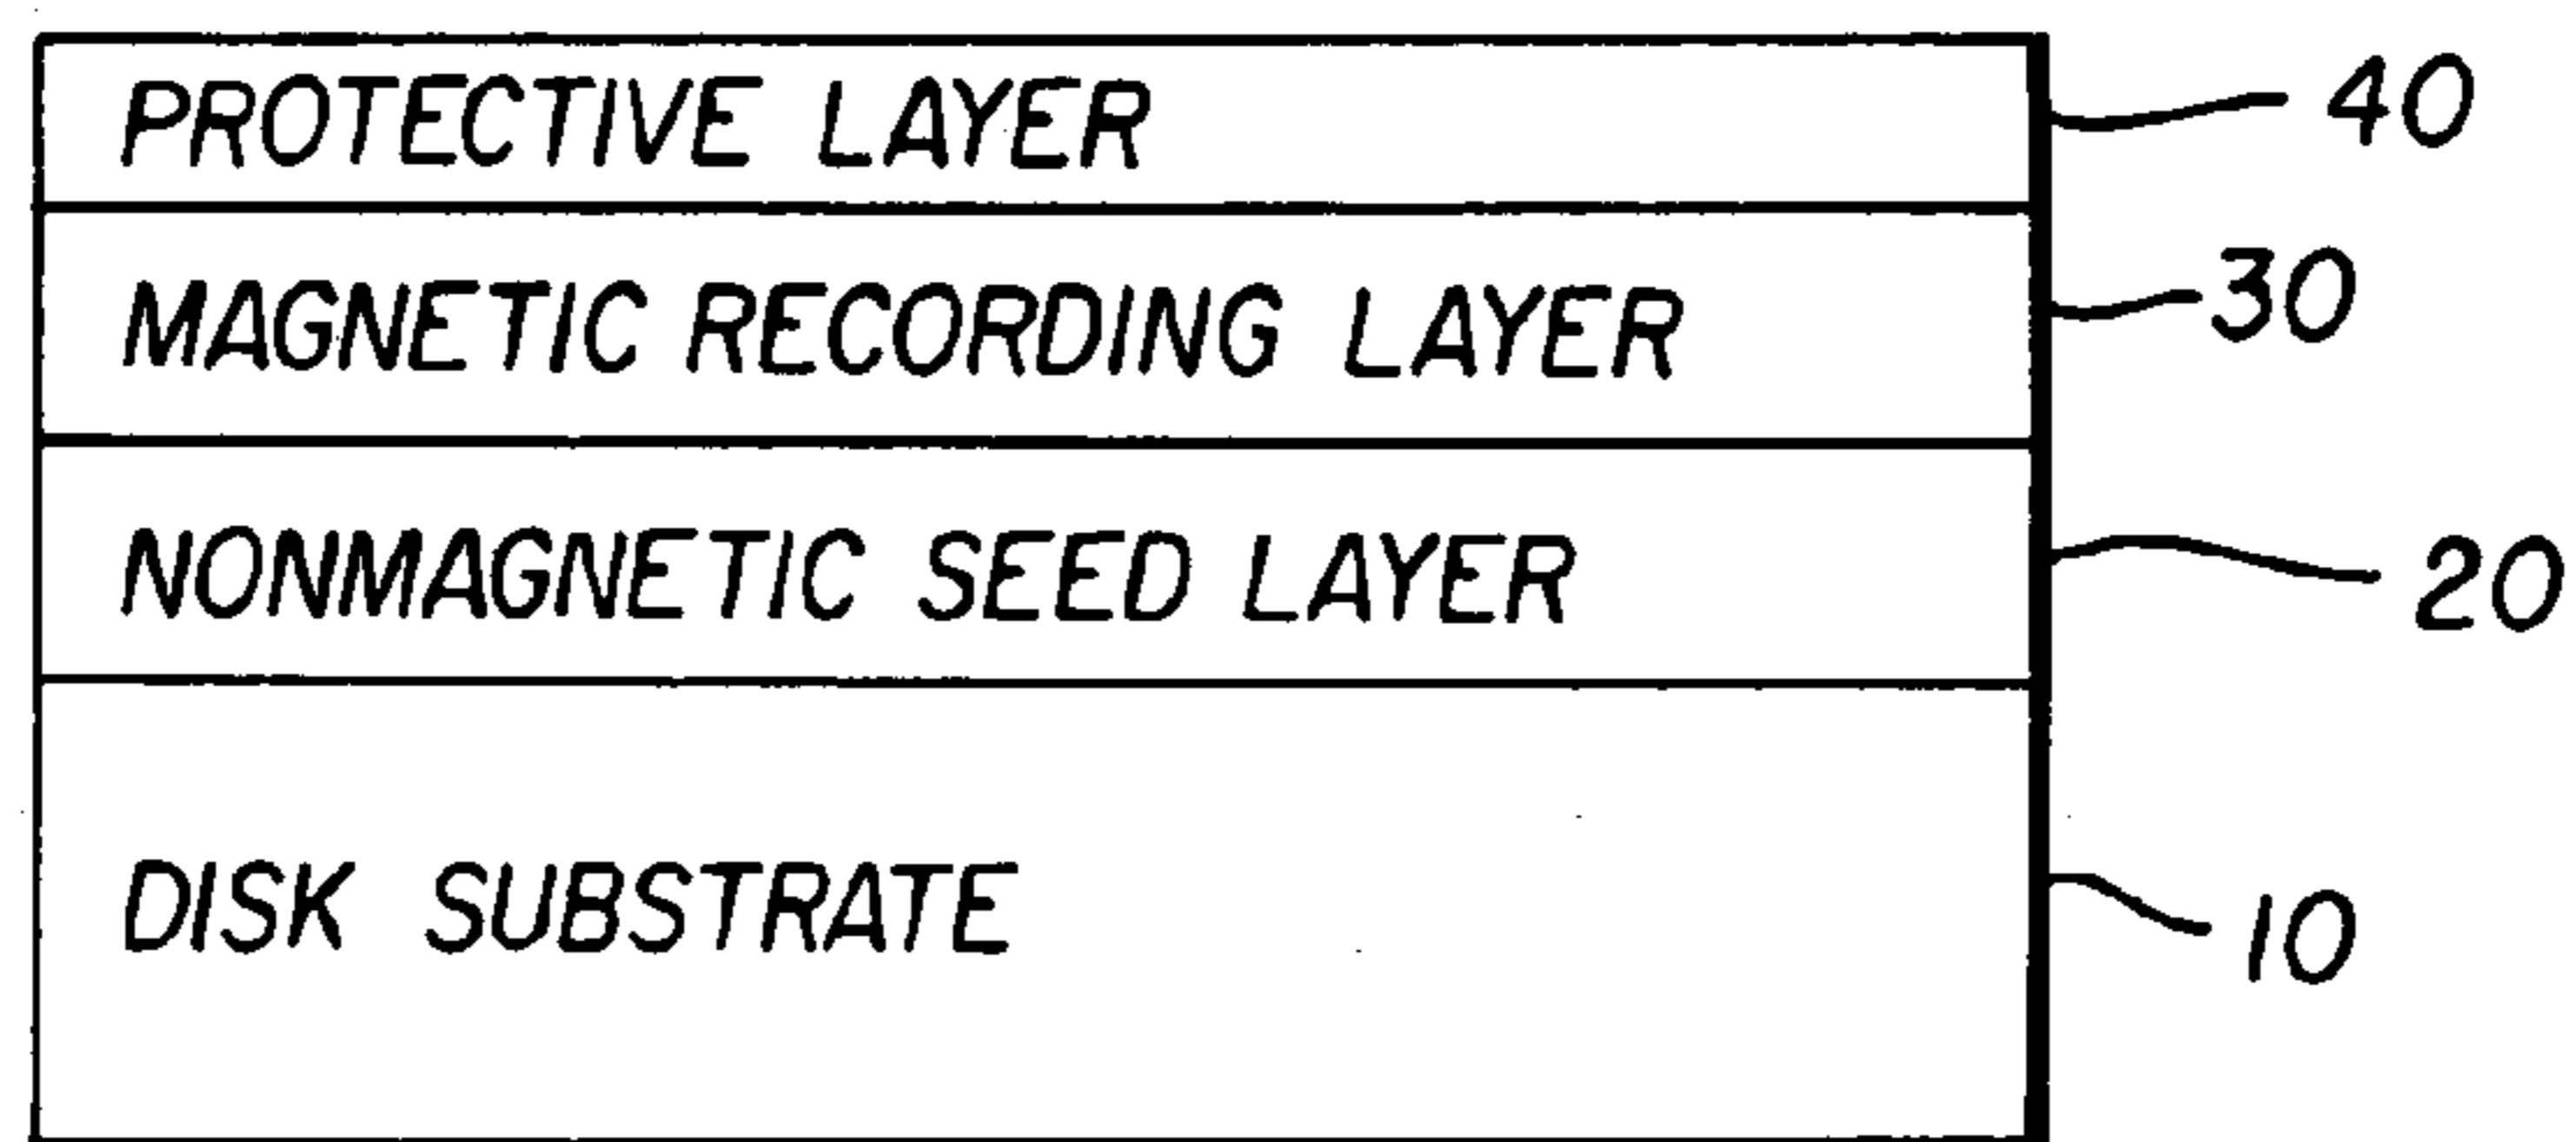 PROTECTIVE LAYER 40
MAGNETIC RECORDING LAYER 30
NONMAGNETIC SEED LAYER 20
DISK SUBSTRATE 10